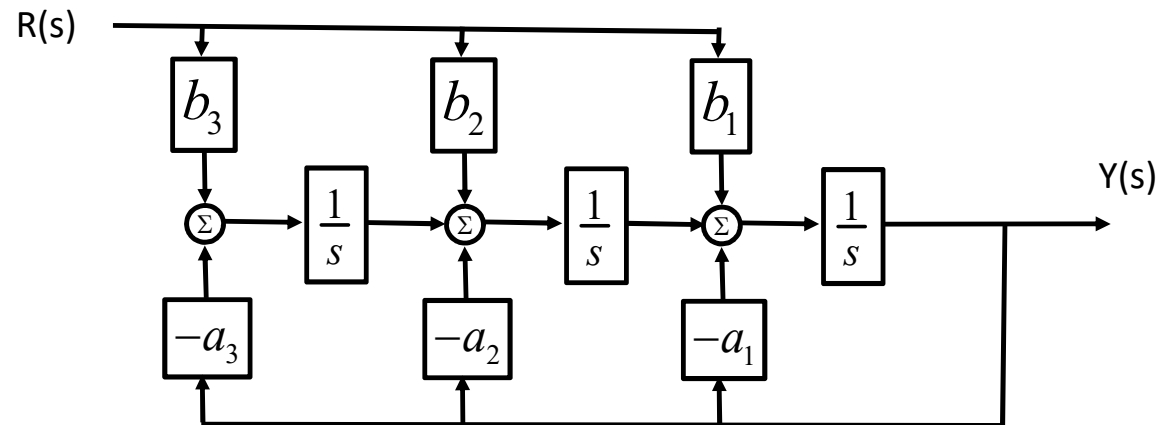 R(s)
b₃ b₂ b₁
Y(s)
Σ 1/s Σ 1/s Σ 1/s
−a₃ −a₂ −a₁